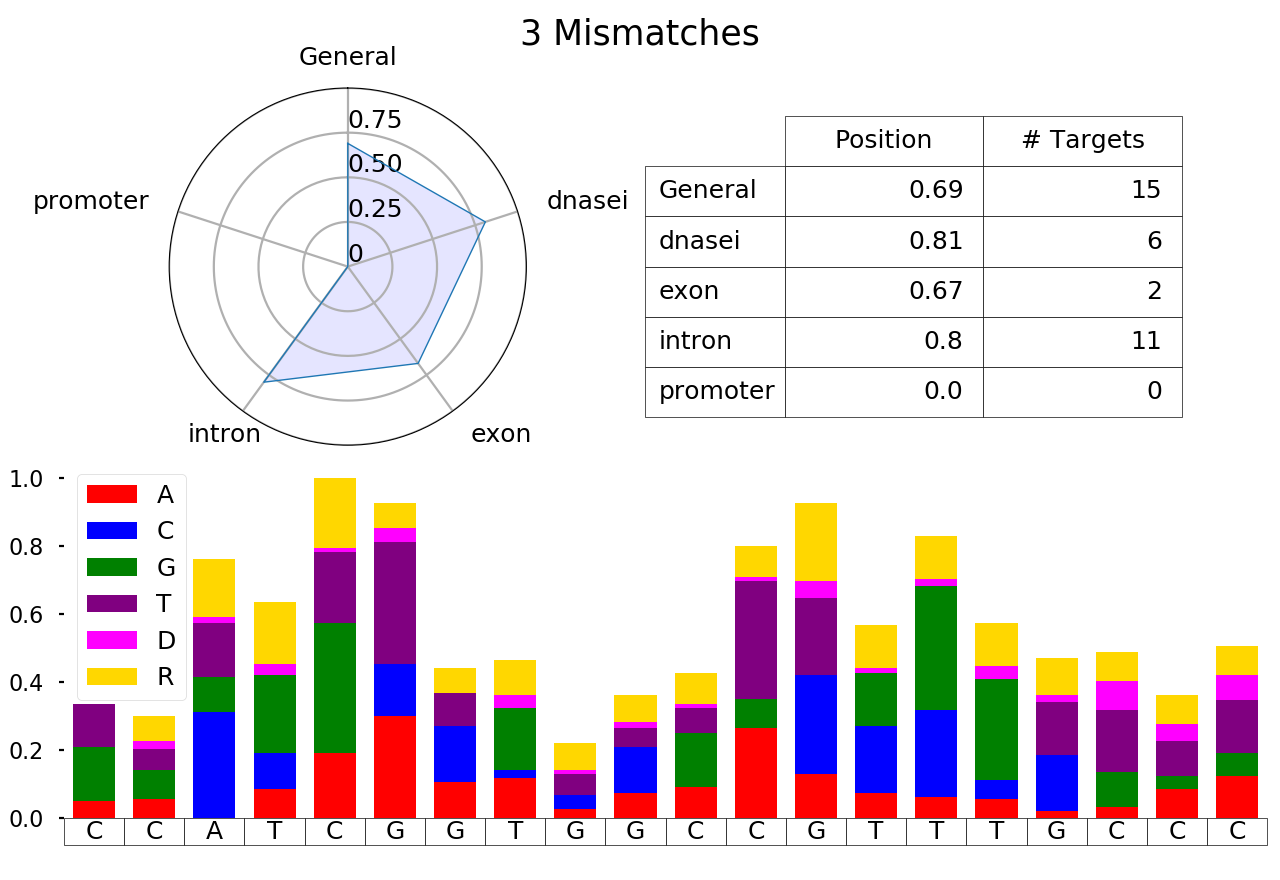 3 Mismatches
General
0.75
0.50
0.25
0
promoter
dnasei
intron
exon
Position # Targets
General 0.69 15
dnasei 0.81 6
exon 0.67 2
intron 0.8 11
promoter 0.0 0
1.0
0.8
0.6
0.4
0.2
0.0
A
C
G
T
D
R
C C A T C G G T G G C C G T T T G C C C